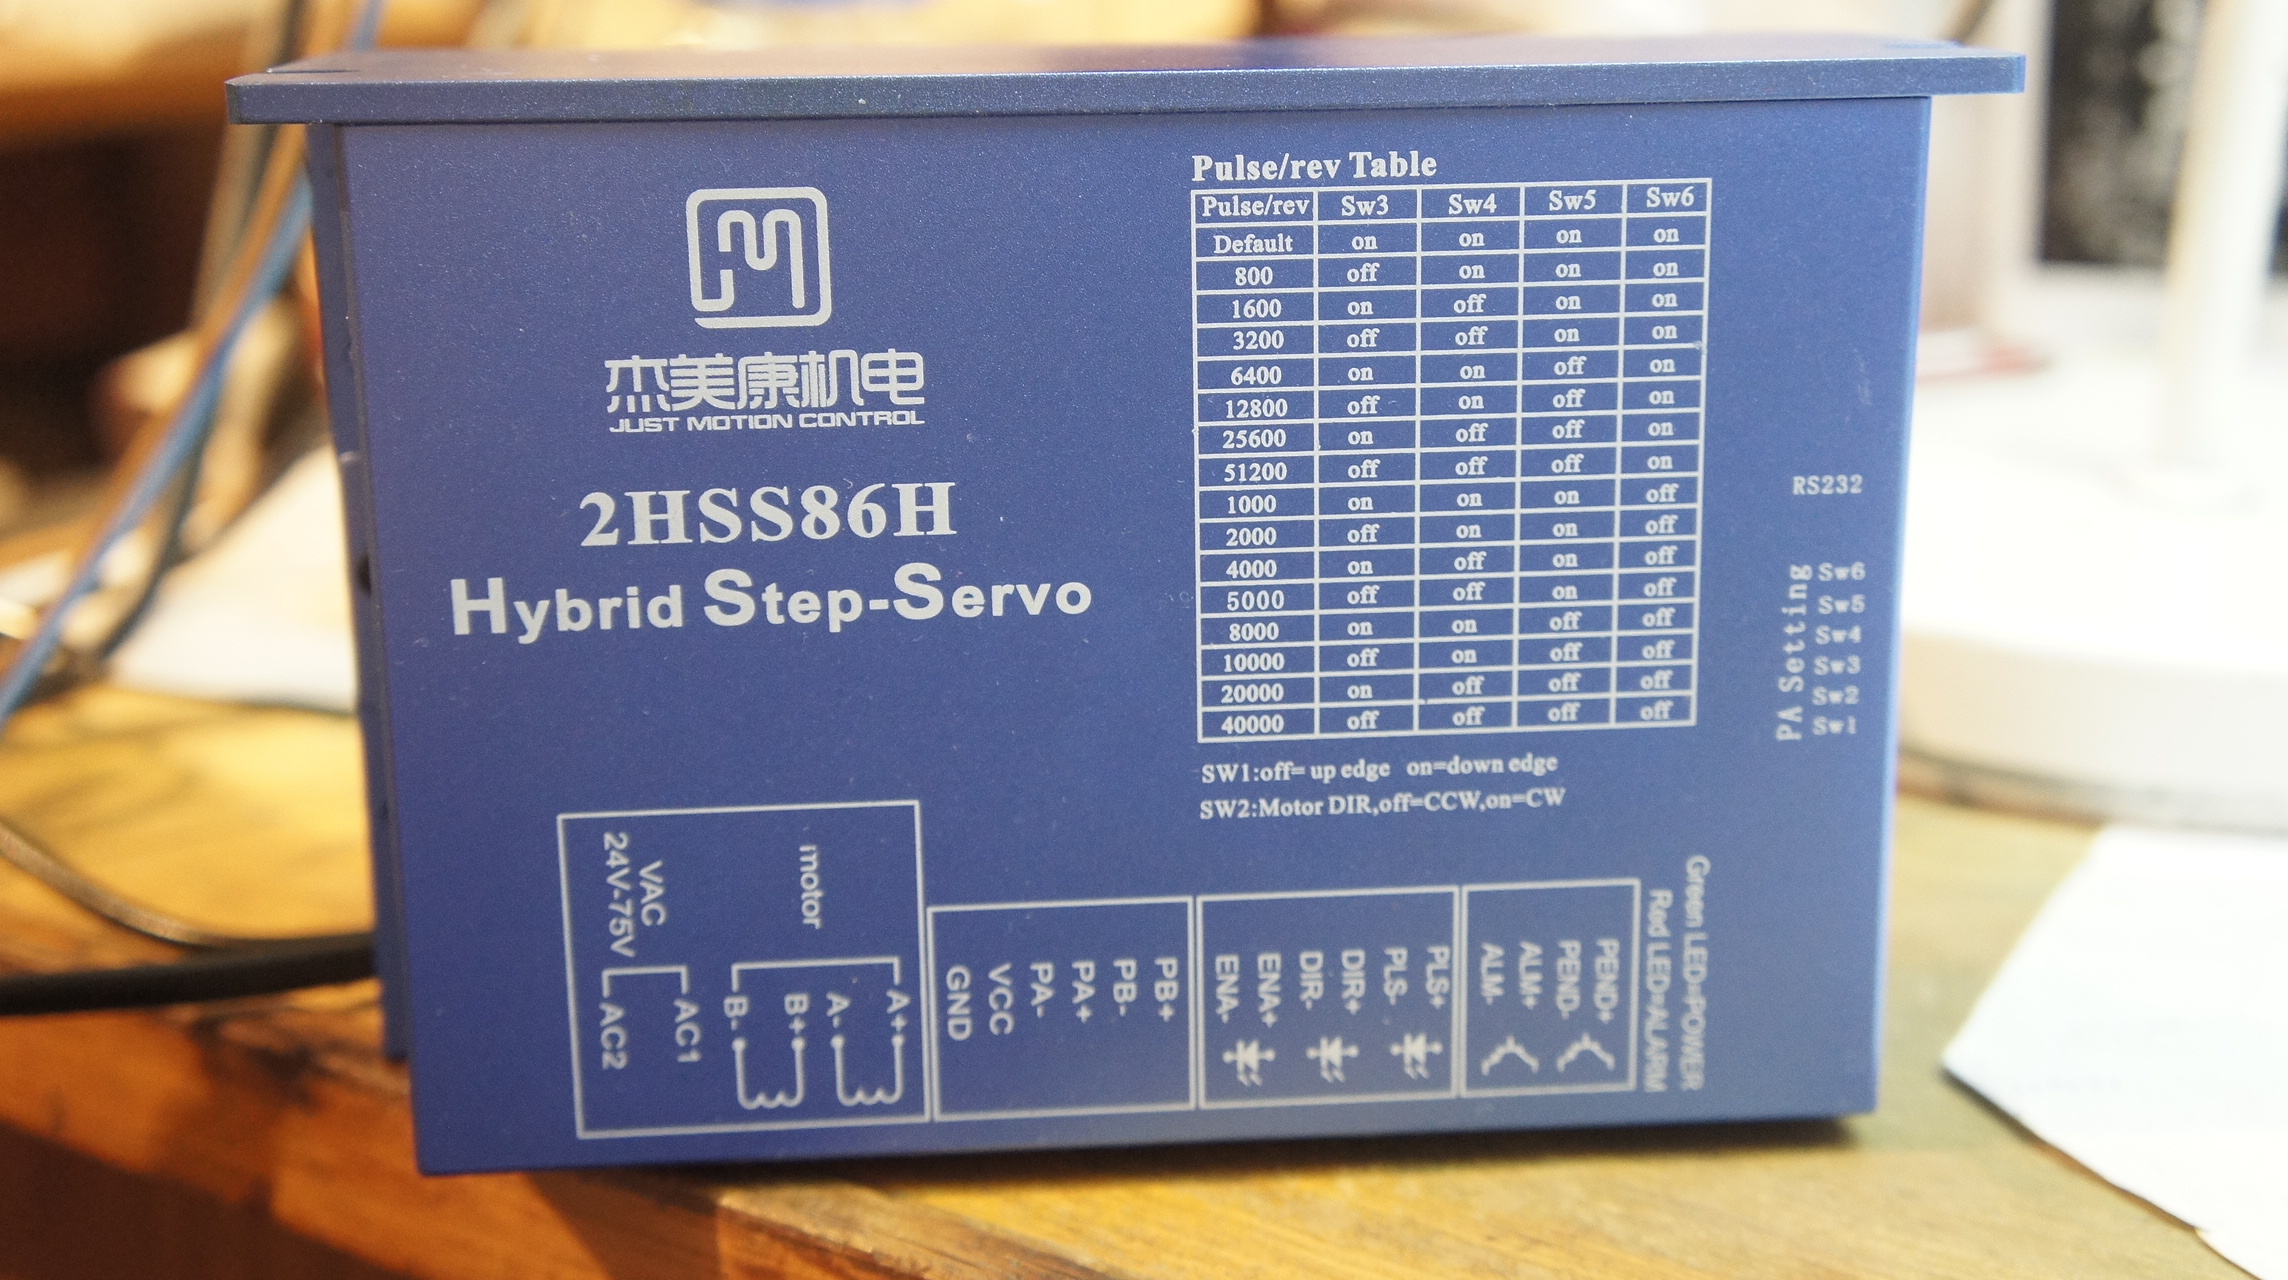 杰美康机电
JUST MOTION CONTROL
2HSS86H
Hybrid Step-Servo
Pulse/rev Table
Pulse/rev Sw3 Sw4 Sw5 Sw6
Default on on on on
800 off on on on
1600 on off on on
3200 off off on on
6400 on on off on
12800 off on off on
25600 on off off on
51200 off off off on
1000 on on on off
2000 off on on off
4000 on off on off
5000 off off on off
8000 on on off off
10000 off on off off
20000 on off off off
40000 off off off off
SW1:off= up edge on=down edge
SW2:Motor DIR,off=CCW,on=CW
RS232
PA Setting
Sw6
Sw5
Sw4
Sw3
Sw2
Sw1
Green LED=POWER
Red LED=ALARM
PEND+
PEND-
ALM+
ALM-
PLS+
PLS-
DIR+
DIR-
ENA+
ENA-
PB+
PB-
PA+
PA-
VCC
GND
motor
A+
A-
B+
B-
VAC
24V-75V
AC1
AC2